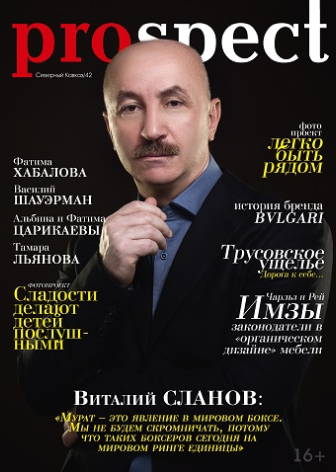 prospect
Северный Кавказ/42
фото
проект
легко
быть
рядом
Фатима
ХАБАЛОВА
Василий
ШАУЭРМАН
Альбина и Фатима
ЦАРИКАЕВЫ
Тамара
ЛЬЯНОВА
история бренда
BVLGARI
Трусовское
ущелье
Дорога к себе...
ФОТОПРОЕКТ
Сладости
делают
детей
послуш-
ными
Чарльз и Рей
Имзы
законодатели в
«органическом
дизайне» мебели
Виталий СЛАНОВ:
«Мурат – это явление в мировом боксе.
Мы не будем скромничать, потому
что таких боксеров сегодня на
мировом ринге единицы»
16+